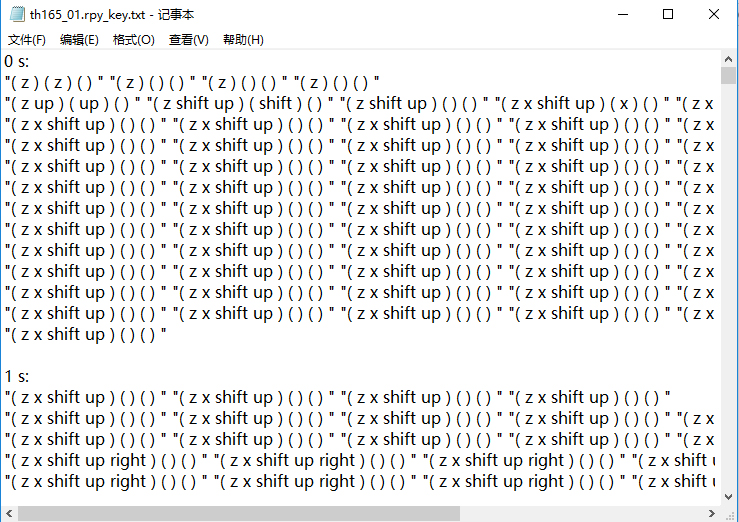 th165_01.rpy_key.txt - 记事本
文件(F) 编辑(E) 格式(O) 查看(V) 帮助(H)
0 s:
"( z ) ( z ) ( ) " "( z ) ( ) ( ) " "( z ) ( ) ( ) " "( z ) ( ) ( ) "
"( z up ) ( up ) ( ) " "( z shift up ) ( shift ) ( ) " "( z shift up ) ( ) ( ) " "( z x shift up ) ( x ) ( ) " "( z x
"( z x shift up ) ( ) ( ) " "( z x shift up ) ( ) ( ) " "( z x shift up ) ( ) ( ) " "( z x shift up ) ( ) ( ) " "( z x
"( z x shift up ) ( ) ( ) " "( z x shift up ) ( ) ( ) " "( z x shift up ) ( ) ( ) " "( z x shift up ) ( ) ( ) " "( z x
"( z x shift up ) ( ) ( ) " "( z x shift up ) ( ) ( ) " "( z x shift up ) ( ) ( ) " "( z x shift up ) ( ) ( ) " "( z x
"( z x shift up ) ( ) ( ) " "( z x shift up ) ( ) ( ) " "( z x shift up ) ( ) ( ) " "( z x shift up ) ( ) ( ) " "( z x
"( z x shift up ) ( ) ( ) " "( z x shift up ) ( ) ( ) " "( z x shift up ) ( ) ( ) " "( z x shift up ) ( ) ( ) " "( z x
"( z x shift up ) ( ) ( ) " "( z x shift up ) ( ) ( ) " "( z x shift up ) ( ) ( ) " "( z x shift up ) ( ) ( ) " "( z x
"( z x shift up ) ( ) ( ) " "( z x shift up ) ( ) ( ) " "( z x shift up ) ( ) ( ) " "( z x shift up ) ( ) ( ) " "( z x
"( z x shift up ) ( ) ( ) " "( z x shift up ) ( ) ( ) " "( z x shift up ) ( ) ( ) " "( z x shift up ) ( ) ( ) " "( z x
"( z x shift up ) ( ) ( ) " "( z x shift up ) ( ) ( ) " "( z x shift up ) ( ) ( ) " "( z x shift up ) ( ) ( ) " "( z x
"( z x shift up ) ( ) ( ) " "( z x shift up ) ( ) ( ) " "( z x shift up ) ( ) ( ) " "( z x shift up ) ( ) ( ) " "( z x
"( z x shift up ) ( ) ( ) "
1 s:
"( z x shift up ) ( ) ( ) " "( z x shift up ) ( ) ( ) " "( z x shift up ) ( ) ( ) " "( z x shift up ) ( ) ( ) "
"( z x shift up ) ( ) ( ) " "( z x shift up ) ( ) ( ) " "( z x shift up ) ( ) ( ) " "( z x shift up ) ( ) ( ) " "( z x
"( z x shift up ) ( ) ( ) " "( z x shift up ) ( ) ( ) " "( z x shift up ) ( ) ( ) " "( z x shift up ) ( ) ( ) " "( z x
"( z x shift up right ) ( ) ( ) " "( z x shift up right ) ( ) ( ) " "( z x shift up right ) ( ) ( ) " "( z x shift
"( z x shift up right ) ( ) ( ) " "( z x shift up right ) ( ) ( ) " "( z x shift up right ) ( ) ( ) " "( z x shift